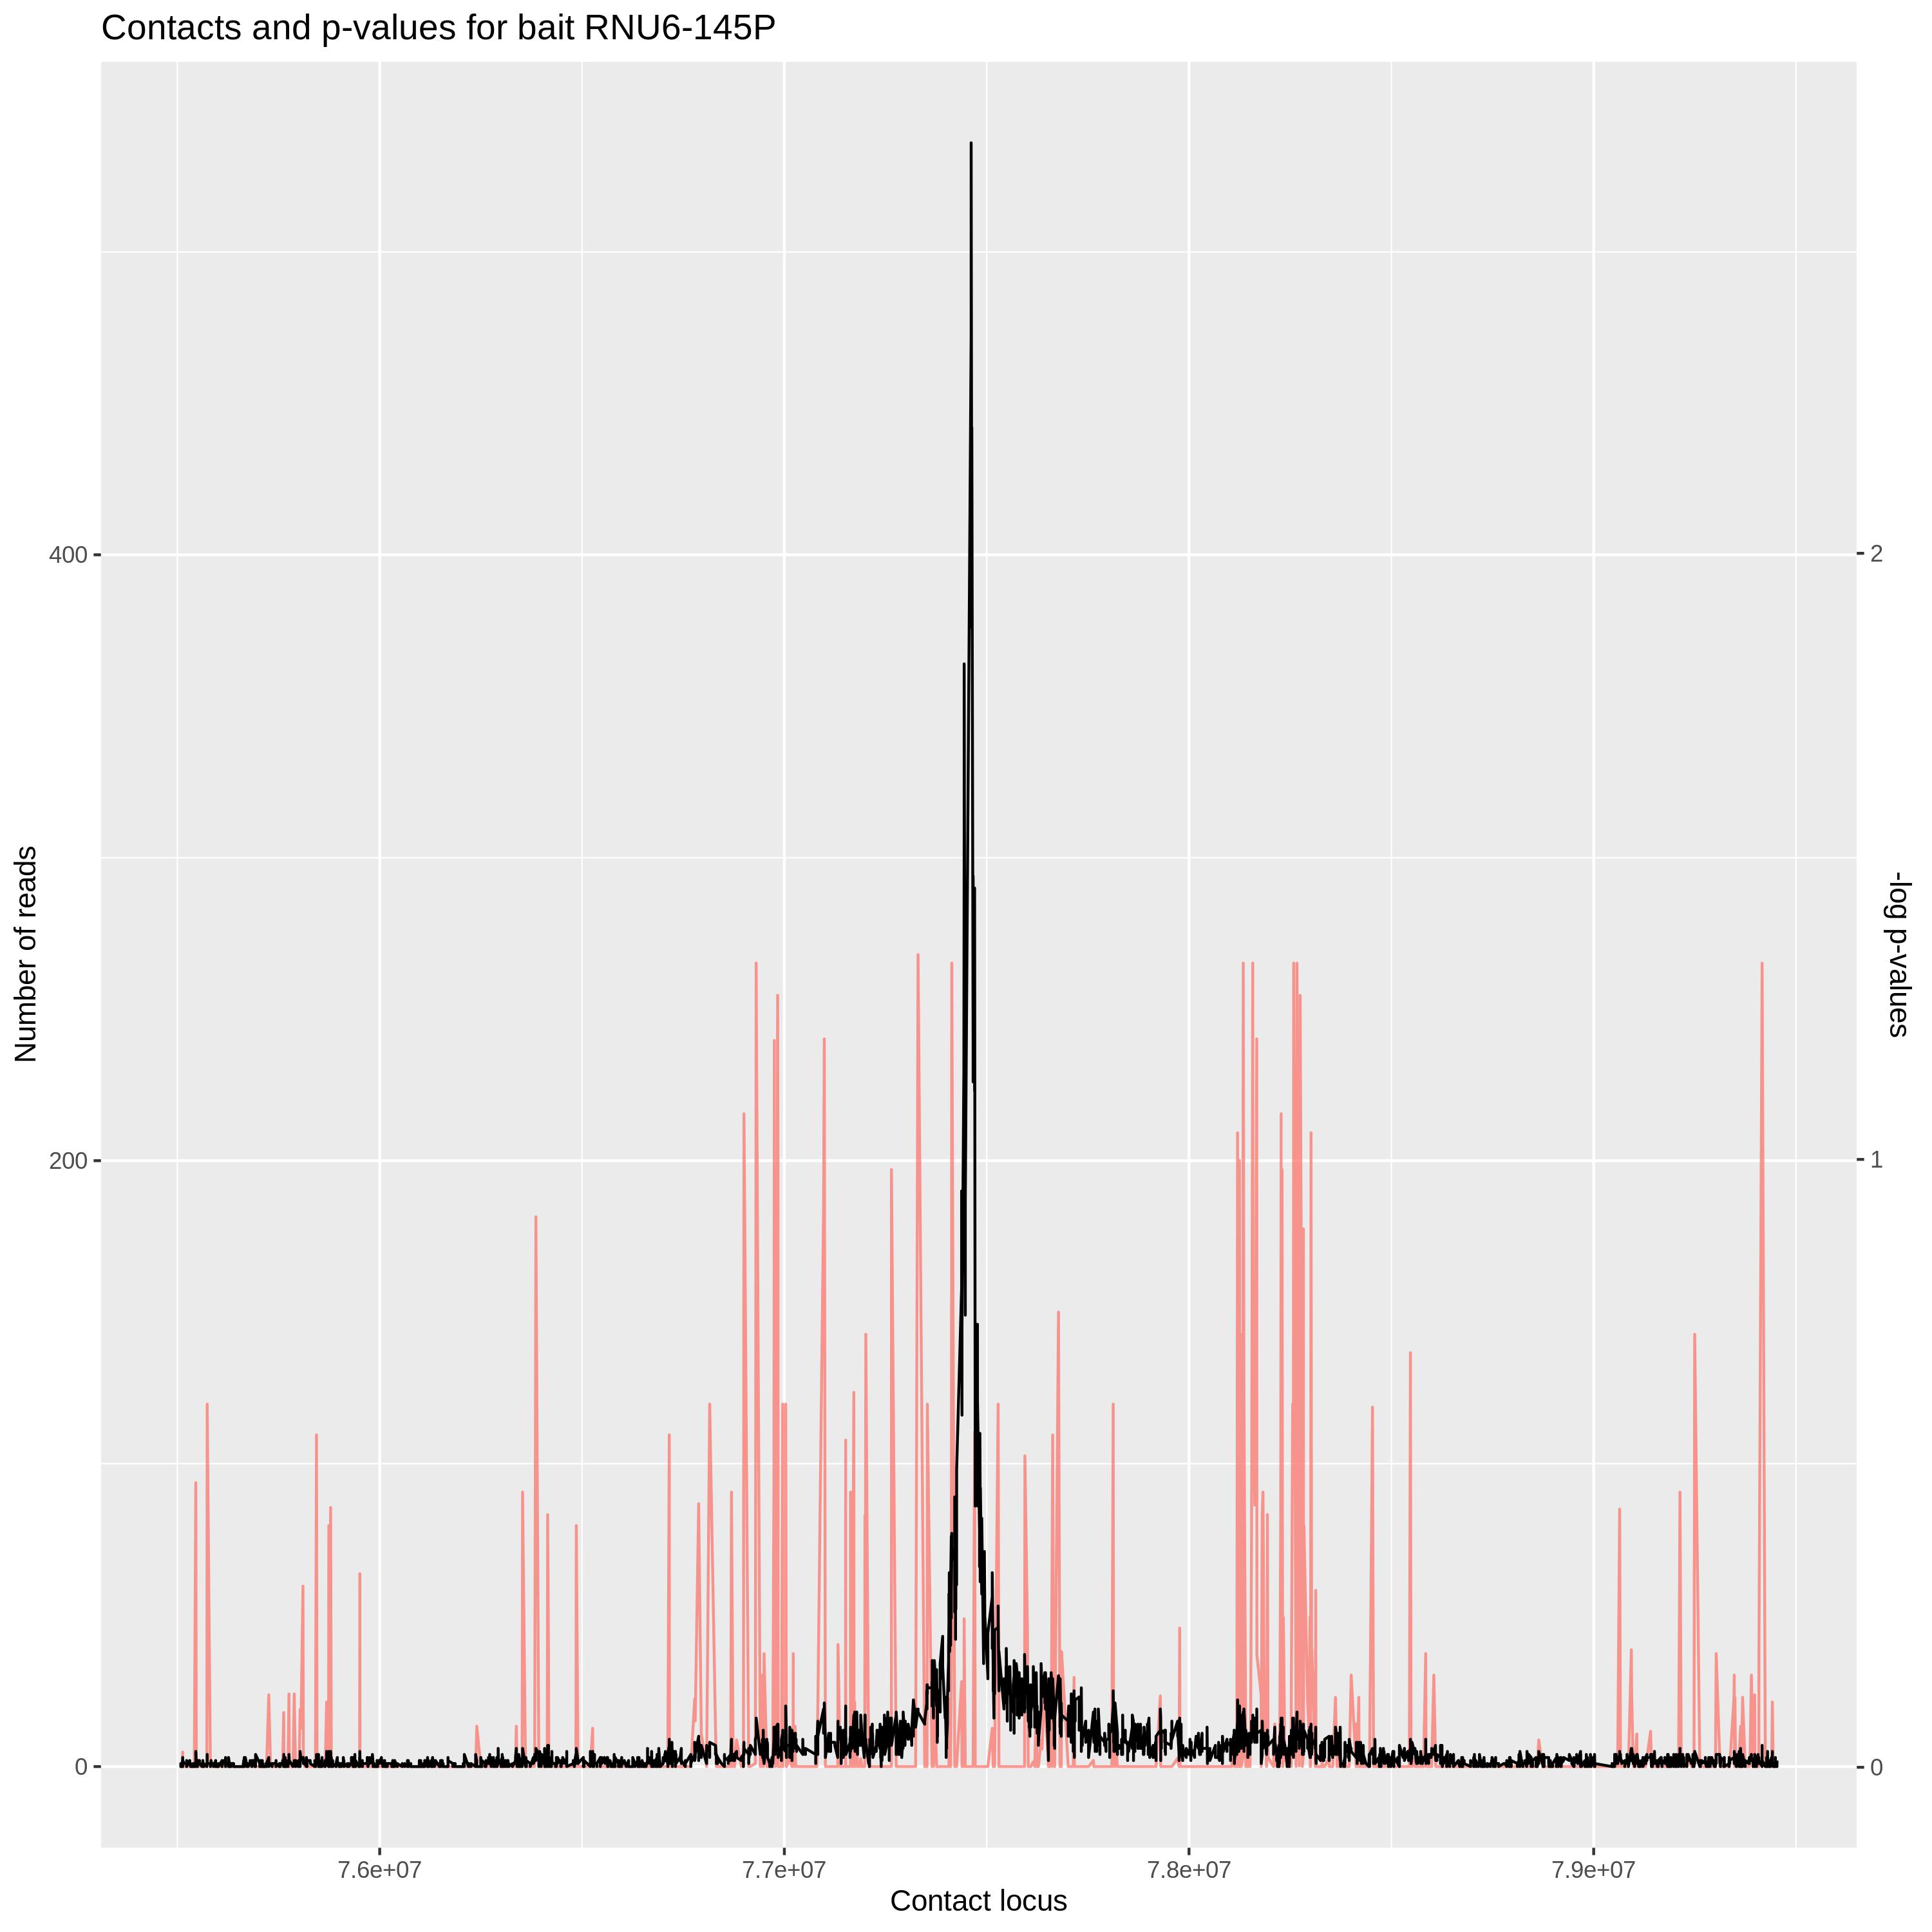 Contacts and p-values for bait RNU6-145P
Number of reads
400
200
0
2
1
0
-log p-values
7.6e+07
7.7e+07
7.8e+07
7.9e+07
Contact locus